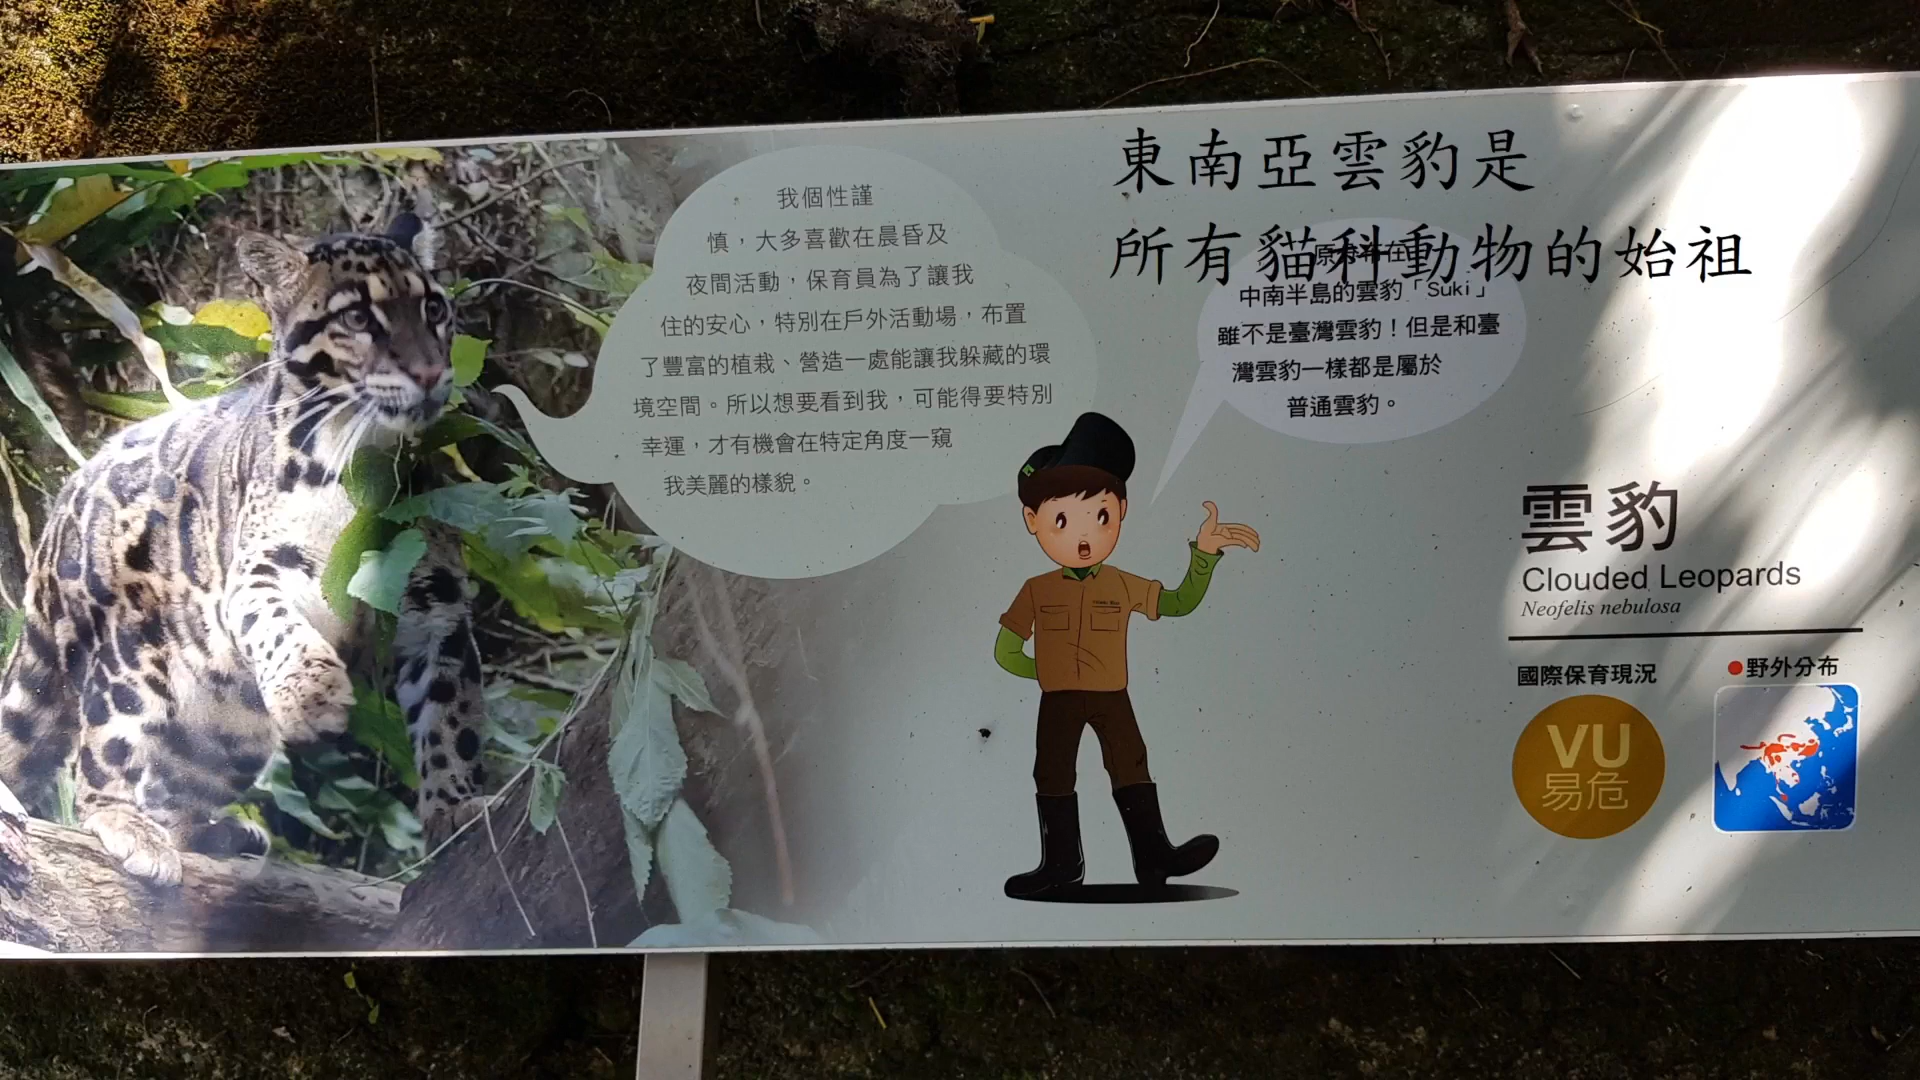 東南亞雲豹是
所有貓科動物的始祖
我個性謹
慎，大多喜歡在晨昏及
夜間活動，保育員為了讓我
住的安心，特別在戶外活動場，布置
了豐富的植栽、營造一處能讓我躲藏的環
境空間。所以想要看到我，可能得要特別
幸運，才有機會在特定角度一窺
我美麗的樣貌。
中南半島的雲豹「Suki」
雖不是臺灣雲豹！但是和臺
灣雲豹一樣都是屬於
普通雲豹。
雲豹
Clouded Leopards
Neofelis nebulosa
國際保育現況
野外分布
VU
易危